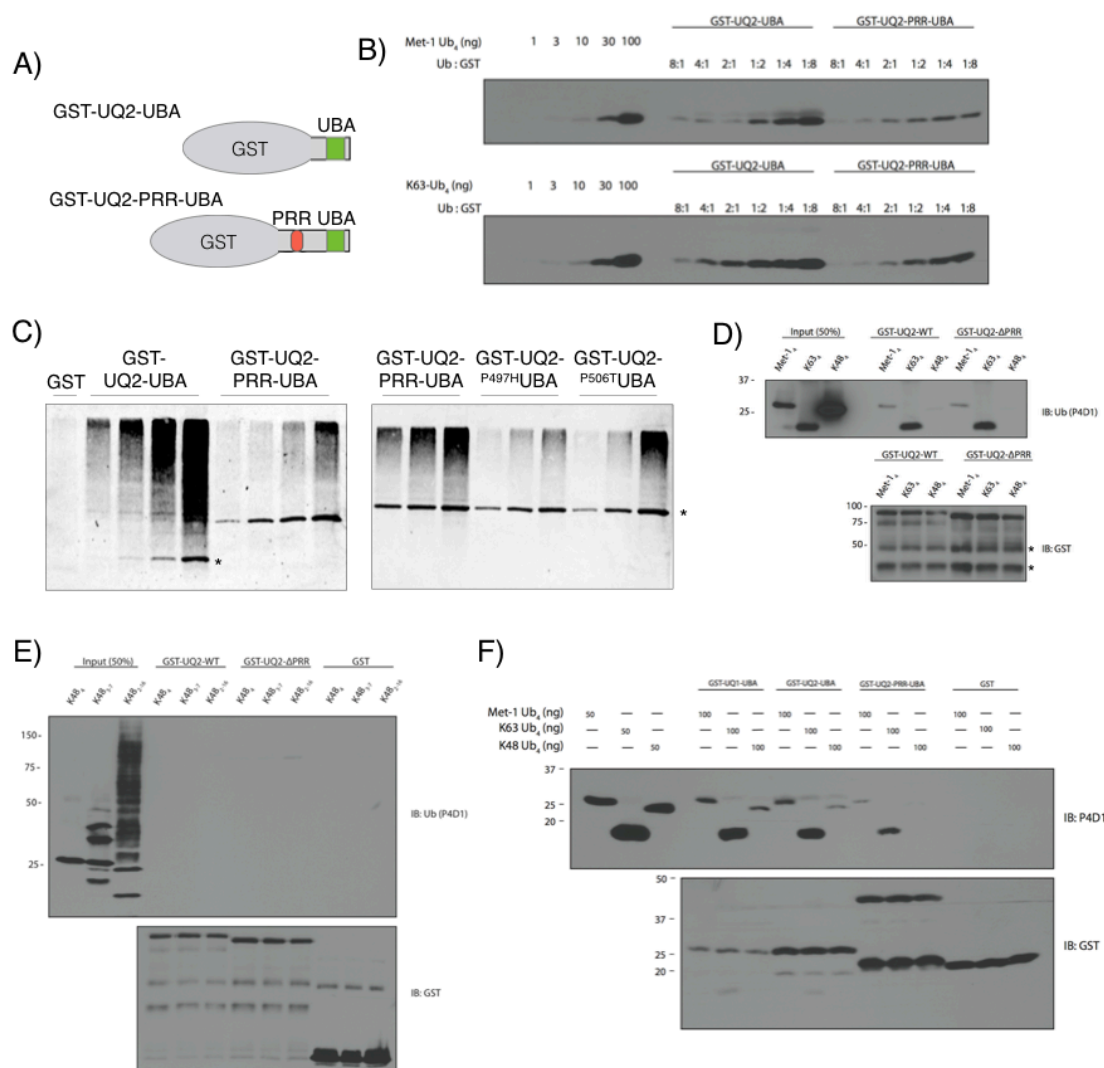 A)
GST-UQ2-UBA
UBA
GST
GST-UQ2-PRR-UBA
PRR UBA
GST
B)
GST-UQ2-UBA GST-UQ2-PRR-UBA
Met-1 Ub4 (ng) 1 3 10 30 100
Ub : GST 8:1 4:1 2:1 1:2 1:4 1:8 8:1 4:1 2:1 1:2 1:4 1:8
K63-Ub4 (ng) 1 3 10 30 100 GST-UQ2-UBA GST-UQ2-PRR-UBA
Ub : GST 8:1 4:1 2:1 1:2 1:4 1:8 8:1 4:1 2:1 1:2 1:4 1:8
C)
GST GST-UQ2-UBA GST-UQ2-PRR-UBA
GST-UQ2-PRR-UBA GST-UQ2-P497HUBA GST-UQ2-P506TUBA
*
*
D)
Input (50%) GST-UQ2-WT GST-UQ2-ΔPRR
Met-14 K634 K484 Met-14 K634 K484 Met-14 K634 K484
37
25
IB: Ub (P4D1)
GST-UQ2-WT GST-UQ2-ΔPRR
Met-14 K634 K484 Met-14 K634 K484
100
75
50
IB: GST
*
*
E)
Input (50%) GST-UQ2-WT GST-UQ2-ΔPRR GST
K484 K483-7 K482-16 K484 K483-7 K482-16 K484 K483-7 K482-16 K484 K483-7 K482-16
150
75
50
25
IB: Ub (P4D1)
IB: GST
F)
GST-UQ1-UBA GST-UQ2-UBA GST-UQ2-PRR-UBA GST
Met-1 Ub4 (ng) 50 — — 100 — — 100 — — 100 — — 100 — —
K63 Ub4 (ng) — 50 — — 100 — — 100 — — 100 — — 100 —
K48 Ub4 (ng) — — 50 — — 100 — — 100 — — 100 — — 100
37
25
20
IB: P4D1
50
37
25
20
IB: GST